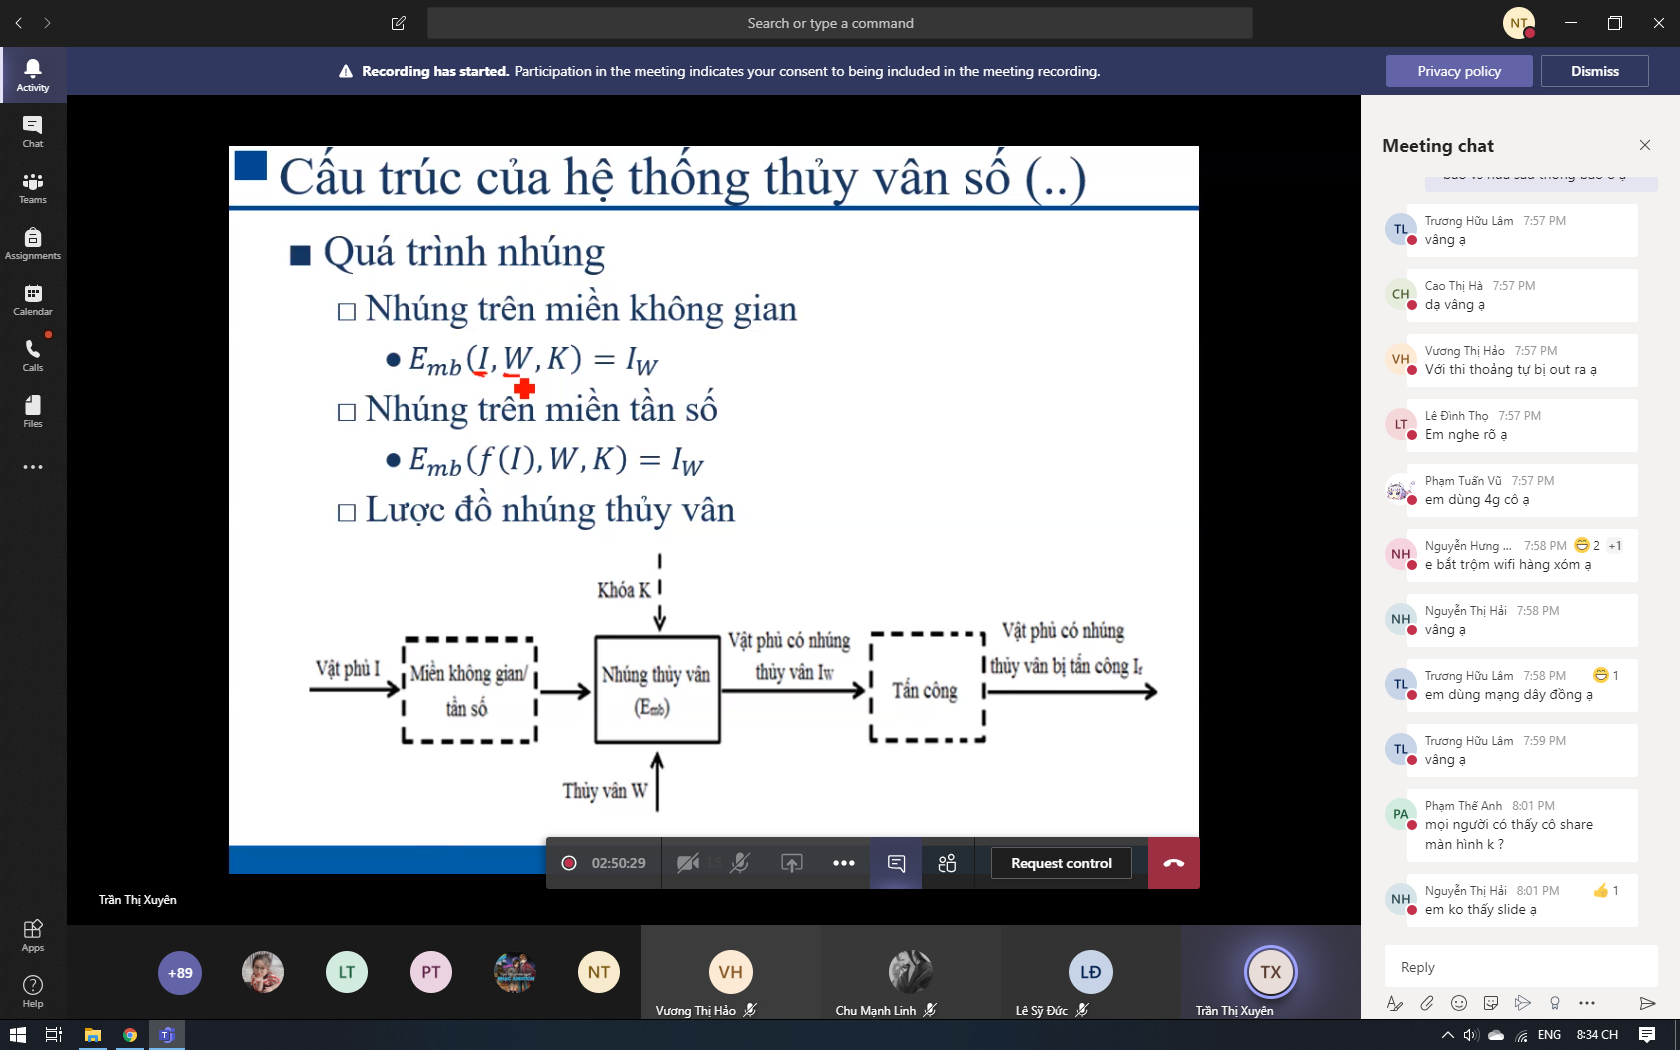 Search or type a command
NT
Recording has started. Participation in the meeting indicates your consent to being included in the meeting recording.
Privacy policy
Dismiss
Activity
Chat
Teams
Assignments
Calendar
Calls
Files
Apps
Help
Cấu trúc của hệ thống thủy vân số (..)
Quá trình nhúng
Nhúng trên miền không gian
E_mb(I, W, K) = I_W
Nhúng trên miền tần số
E_mb(f(I), W, K) = I_W
Lược đồ nhúng thủy vân
Khóa K
Vật phủ I
Miền không gian/
tần số
Nhúng thủy vân
(Emb)
Vật phủ có nhúng
thủy vân Iw
Tấn công
Vật phủ có nhúng
thủy vân bị tấn công Ir
Thủy vân W
02:50:29
15
Request control
Trần Thị Xuyên
+89
LT
PT
NT
VH
Vương Thị Hảo
Chu Mạnh Linh
LĐ
Lê Sỹ Đức
TX
Trần Thị Xuyên
Meeting chat
TL
Trương Hữu Lâm 7:57 PM
vâng ạ
CH
Cao Thị Hà 7:57 PM
dạ vâng ạ
VH
Vương Thị Hảo 7:57 PM
Với thi thoảng tự bị out ra ạ
LT
Lê Đình Thọ 7:57 PM
Em nghe rõ ạ
Phạm Tuấn Vũ 7:57 PM
em dùng 4g cô ạ
NH
Nguyễn Hưng ... 7:58 PM 😁 2 +1
e bắt trộm wifi hàng xóm ạ
NH
Nguyễn Thị Hải 7:58 PM
vâng ạ
TL
Trương Hữu Lâm 7:58 PM 😁 1
em dùng mạng dây đồng ạ
TL
Trương Hữu Lâm 7:59 PM
vâng ạ
PA
Phạm Thế Anh 8:01 PM
mọi người có thấy cô share
màn hình k ?
NH
Nguyễn Thị Hải 8:01 PM 👍 1
em ko thấy slide ạ
Reply
ENG
8:34 CH